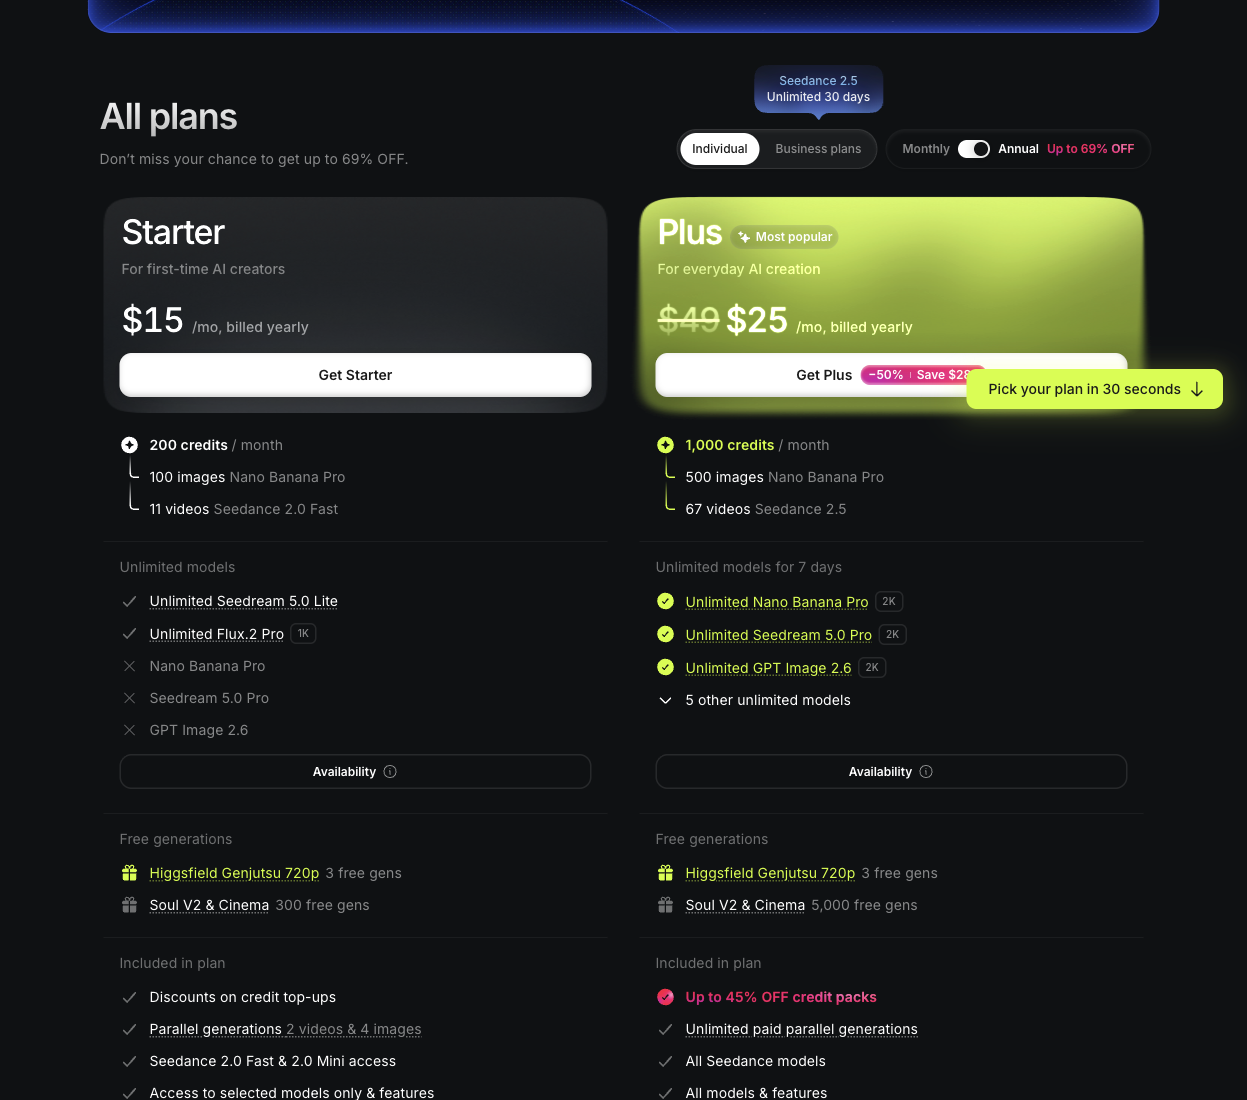 Seedance 2.5
Unlimited 30 days
All plans
Don't miss your chance to get up to 69% OFF.
Individual
Business plans
Monthly
Annual
Up to 69% OFF
Starter
For first-time AI creators
$15 /mo, billed yearly
Get Starter
200 credits / month
100 images Nano Banana Pro
11 videos Seedance 2.0 Fast
Unlimited models
Unlimited Seedream 5.0 Lite
Unlimited Flux.2 Pro 1K
Nano Banana Pro
Seedream 5.0 Pro
GPT Image 2.6
Availability
Free generations
Higgsfield Genjutsu 720p 3 free gens
Soul V2 & Cinema 300 free gens
Included in plan
Discounts on credit top-ups
Parallel generations 2 videos & 4 images
Seedance 2.0 Fast & 2.0 Mini access
Access to selected models only & features
Plus
Most popular
For everyday AI creation
$49 $25 /mo, billed yearly
Get Plus −50% Save
Pick your plan in 30 seconds
1,000 credits / month
500 images Nano Banana Pro
67 videos Seedance 2.5
Unlimited models for 7 days
Unlimited Nano Banana Pro 2K
Unlimited Seedream 5.0 Pro 2K
Unlimited GPT Image 2.6 2K
5 other unlimited models
Availability
Free generations
Higgsfield Genjutsu 720p 3 free gens
Soul V2 & Cinema 5,000 free gens
Included in plan
Up to 45% OFF credit packs
Unlimited paid parallel generations
All Seedance models
All models & features